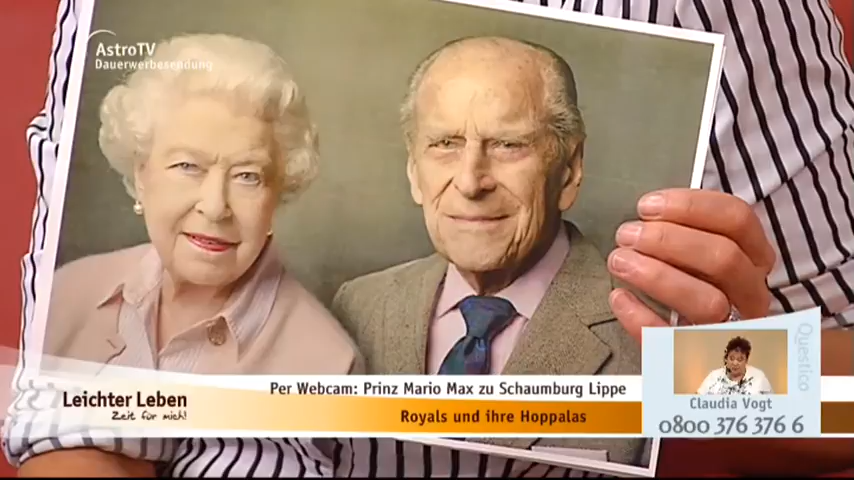 AstroTV
Dauerwerbesendung
Per Webcam: Prinz Mario Max zu Schaumburg Lippe
Leichter Leben
Zeit für mich!
Royals und ihre Hoppalas
Questico
Claudia Vogt
0800 376 376 6